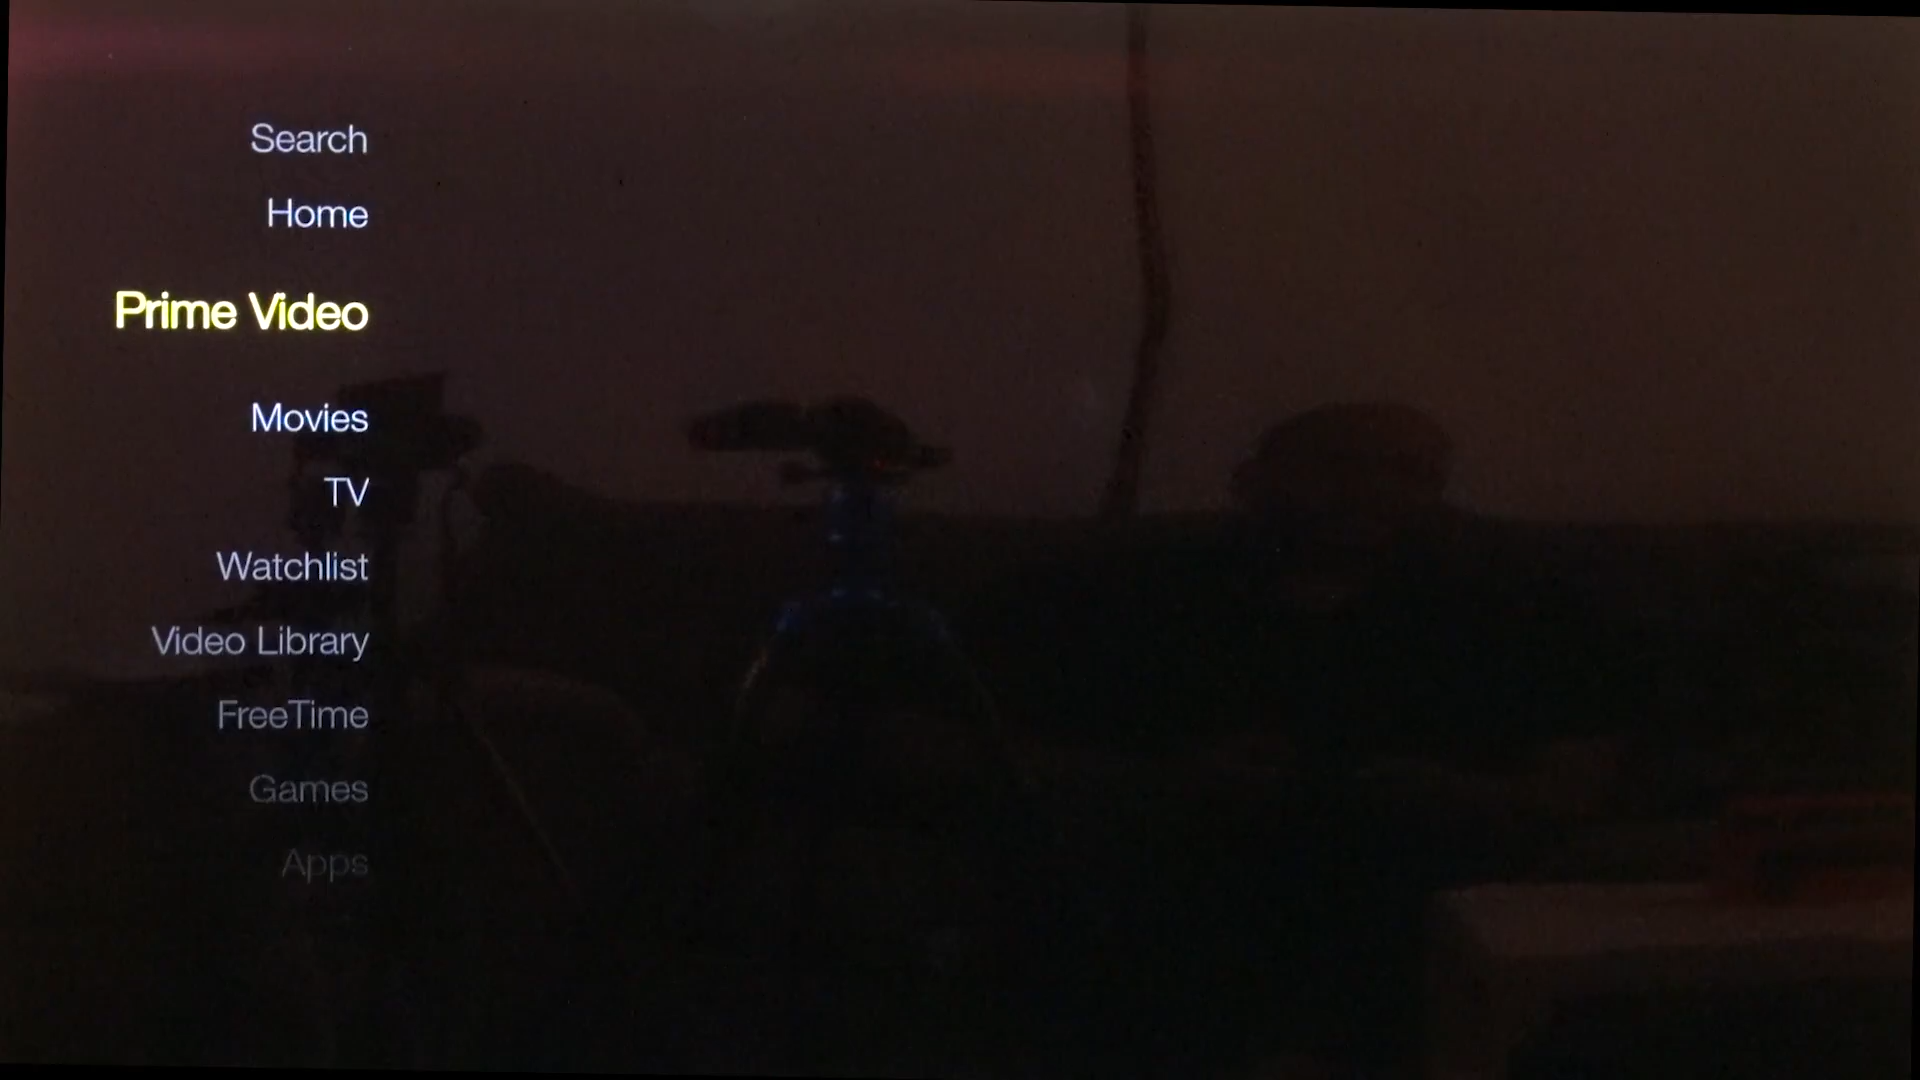 Search
Home
Prime Video
Movies
TV
Watchlist
Video Library
FreeTime
Games
Apps